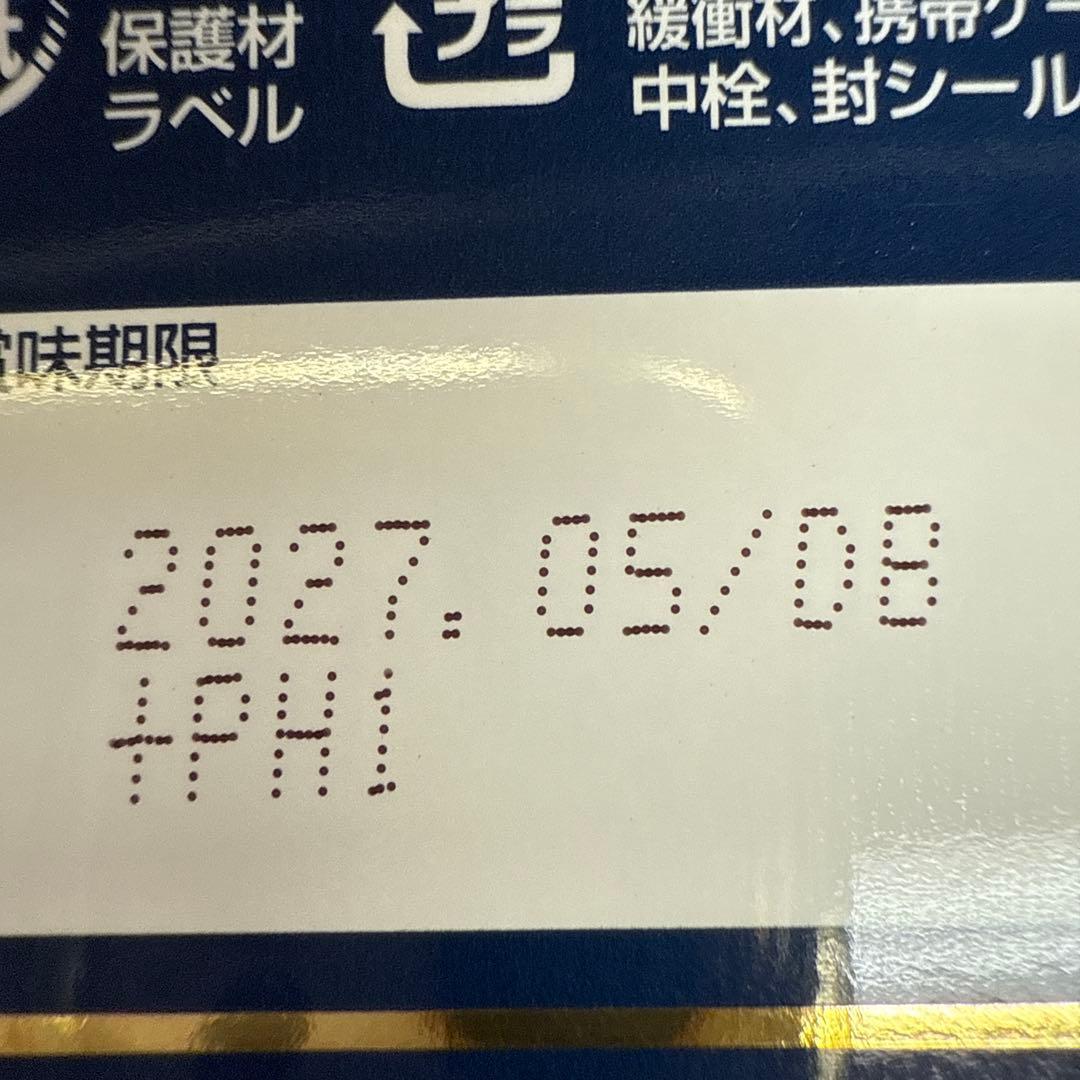 保護材
ラベル
プラ
緩衝材、携帯ケー
中栓、封シール
賞味期限
2027.05/DB
+PH1